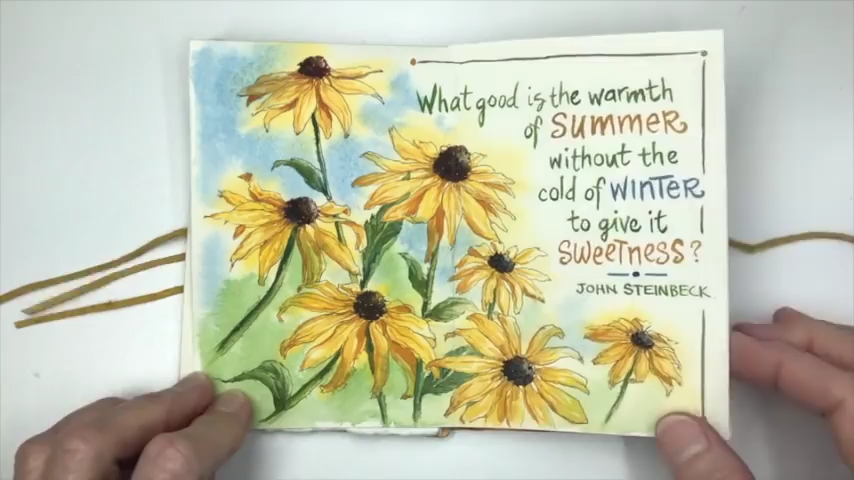 What good is the warmth
of SUMMER
without the
cold of WINTER
to give it
SWEETNESS?
JOHN STEINBECK